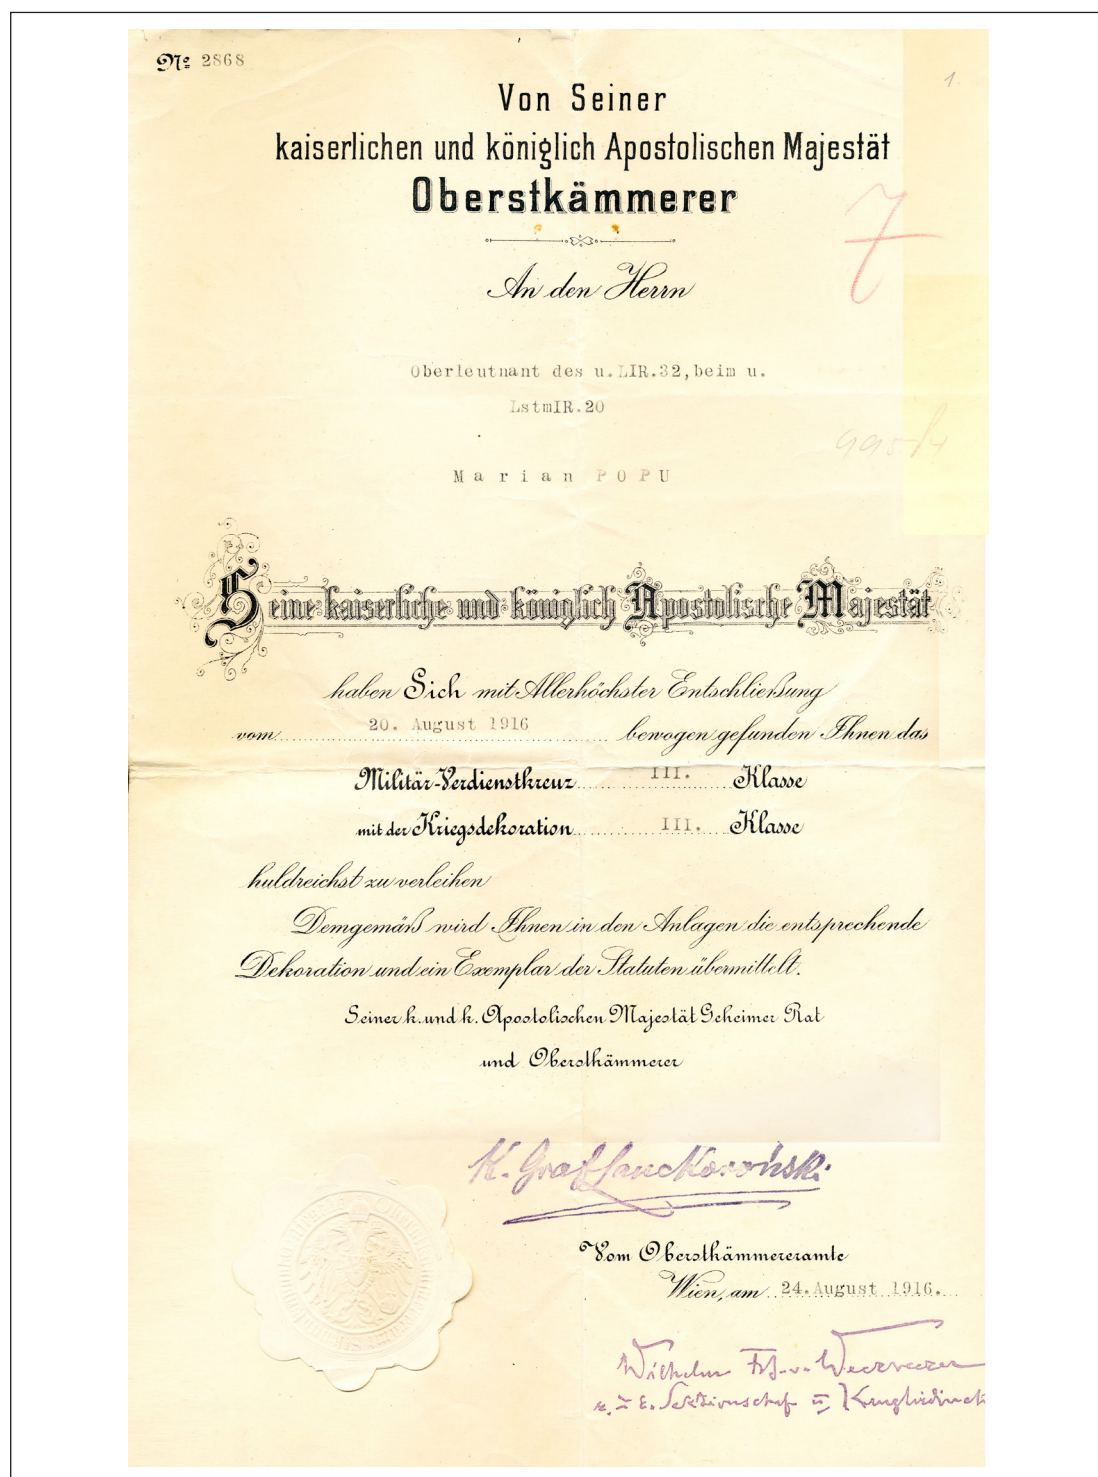 № 2868
1.
Von Seiner
kaiserlichen und königlich Apostolischen Majestät
Oberstkämmerer
7
An den Herrn
Oberleutnant des u.LIR.32, beim u.
LstmIR.20
Marian POPU
Seine kaiserliche und königlich Apostolische Majestät
haben Sich mit Allerhöchster Entschließung
vom 20. August 1916 bewogen gefunden Ihnen das
Militär-Verdienstkreuz III. Klasse
mit der Kriegsdekoration III. Klasse
huldreichst zu verleihen
Demgemäß wird Ihnen in den Anlagen die entsprechende
Dekoration und ein Exemplar der Statuten übermittelt.
Seiner k. und k. Apostolischen Majestät Geheimer Rat
und Oberstkämmerer
K. Graf Lanckoroński
Vom Oberstkämmereramte
Wien, am 24. August 1916.
Wilhelm Frh. v.